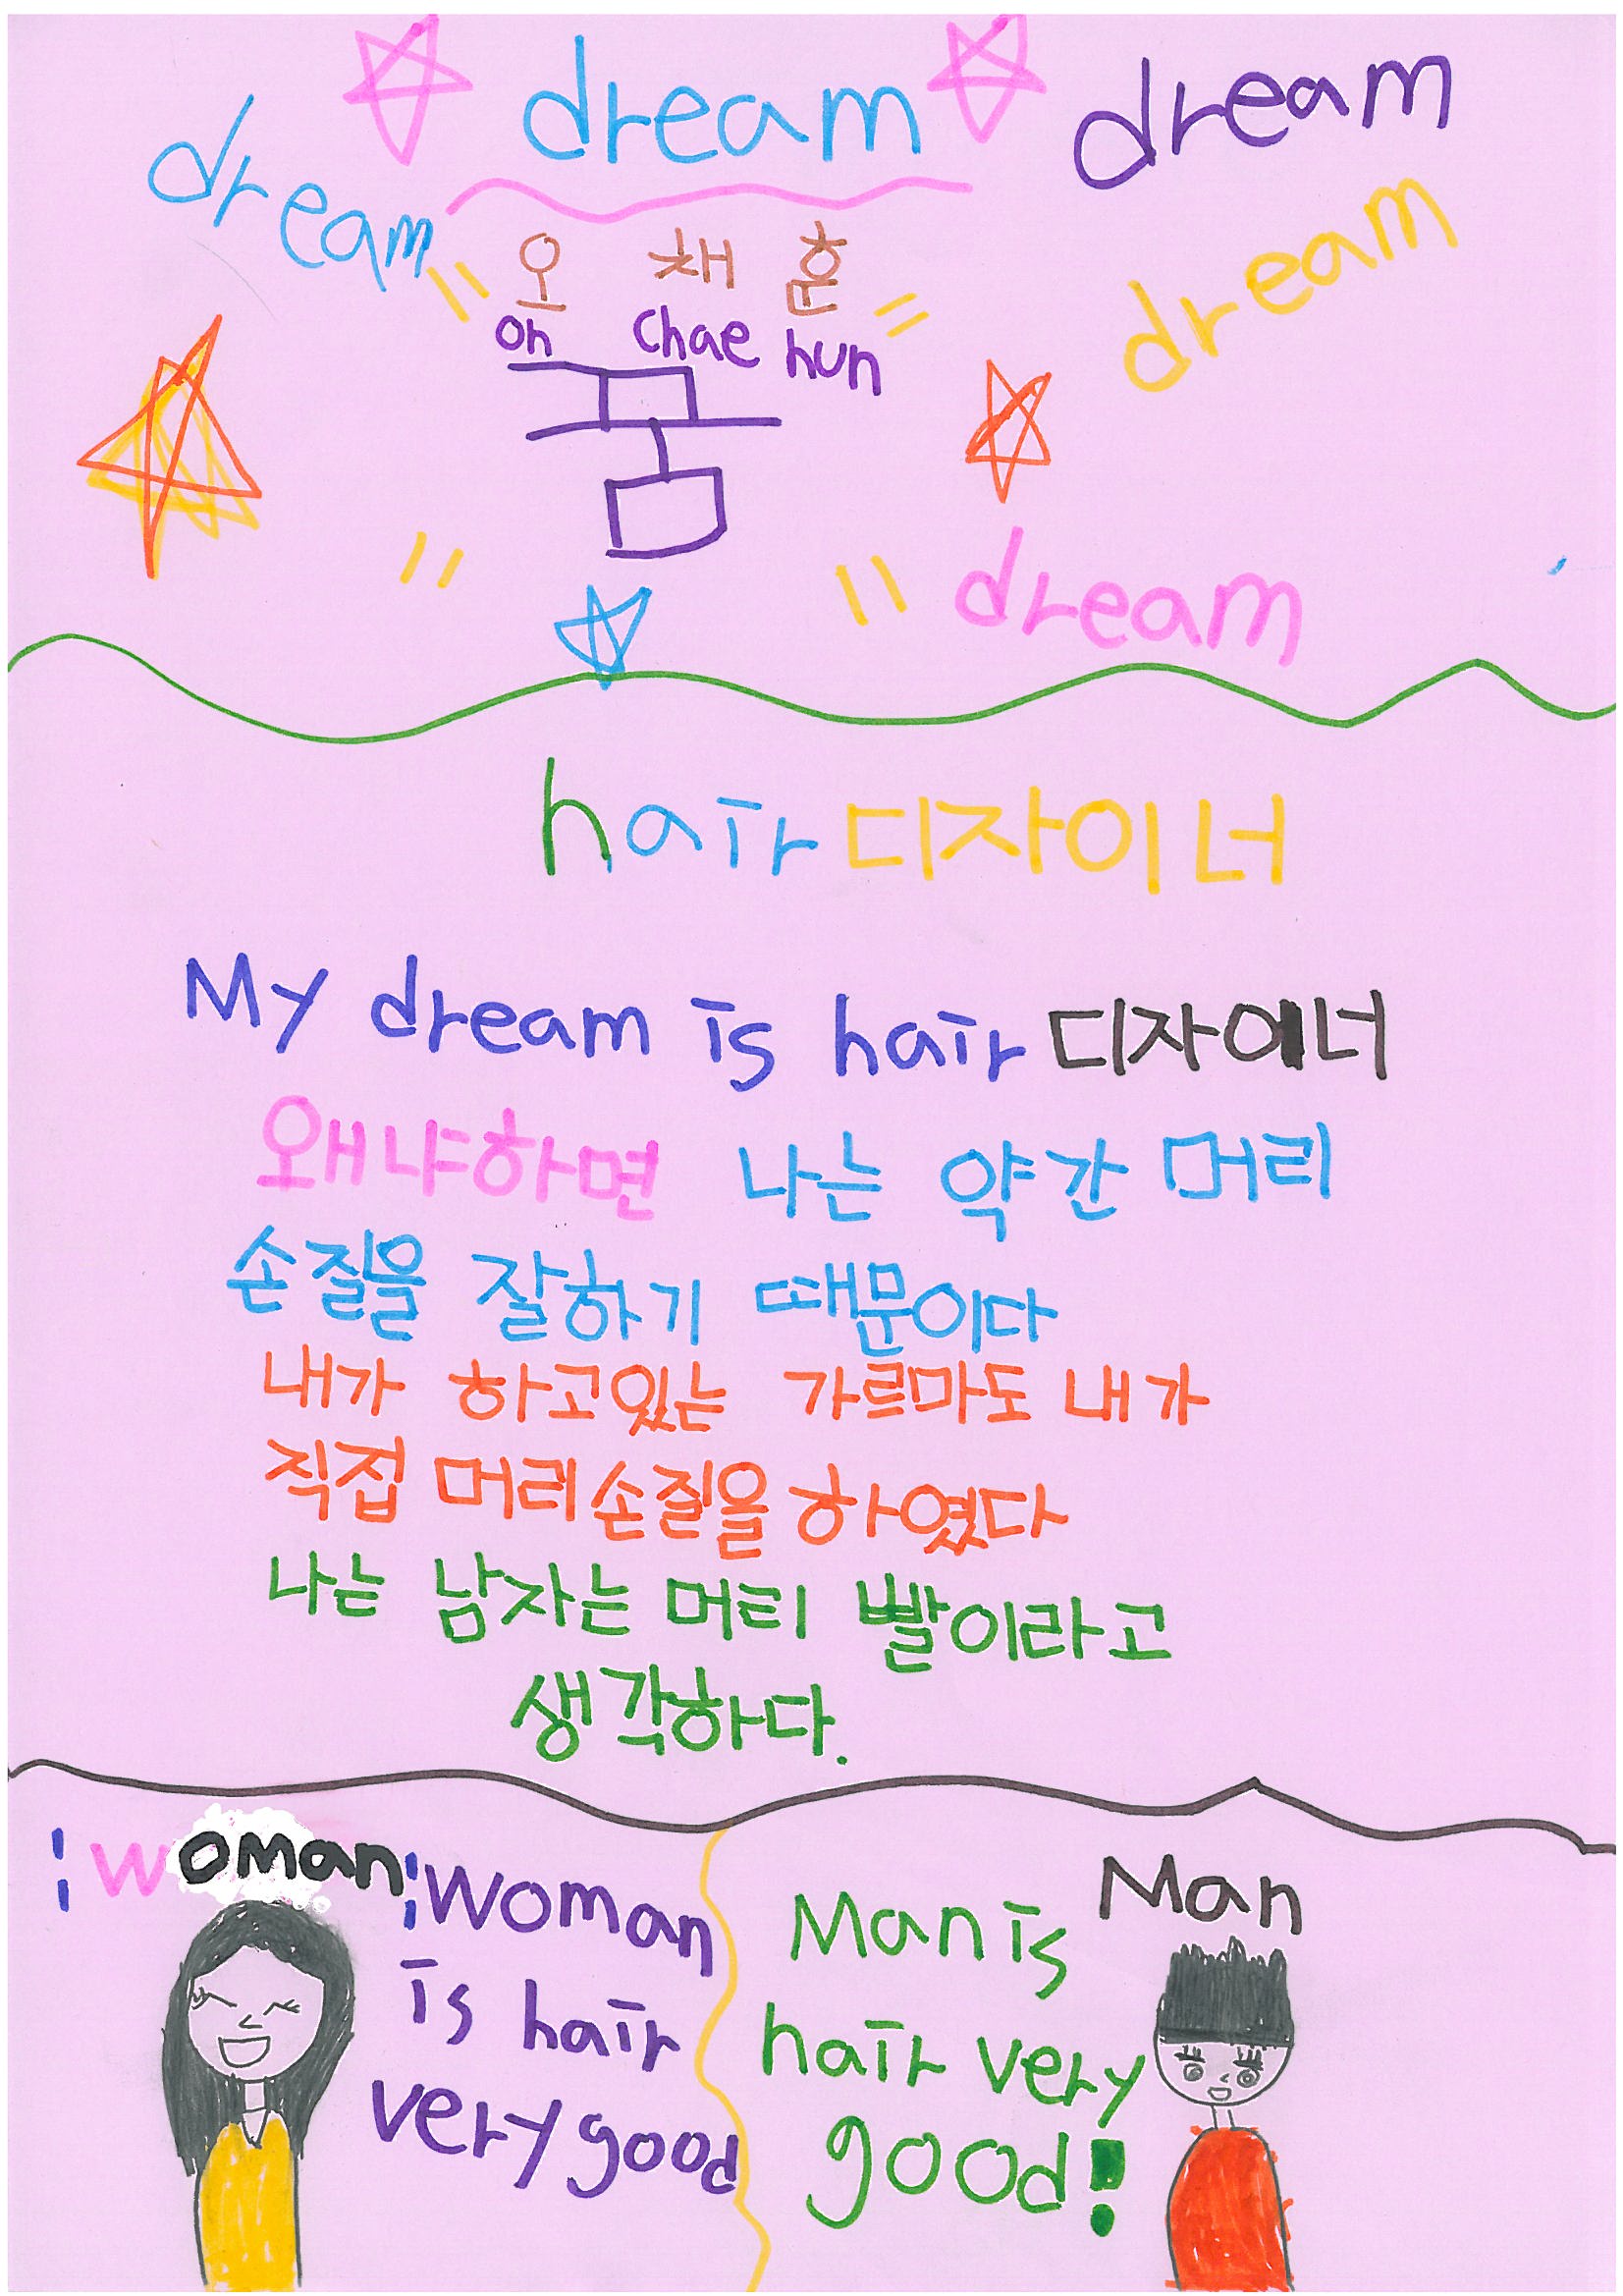 dream
dream
dream
dream
오 채 훈
oh chae hun
꿈
dream
hair 디자이너
My dream is hair 디자이너
왜냐하면 나는 약간 머리
손질을 잘하기 때문이다
내가 하고있는 가르마도 내가
직접 머리손질을 하였다
나는 남자는 머리 빨이라고
생각하다.
woman
Woman
is hair
very good
Man
Man is
hair very
good!